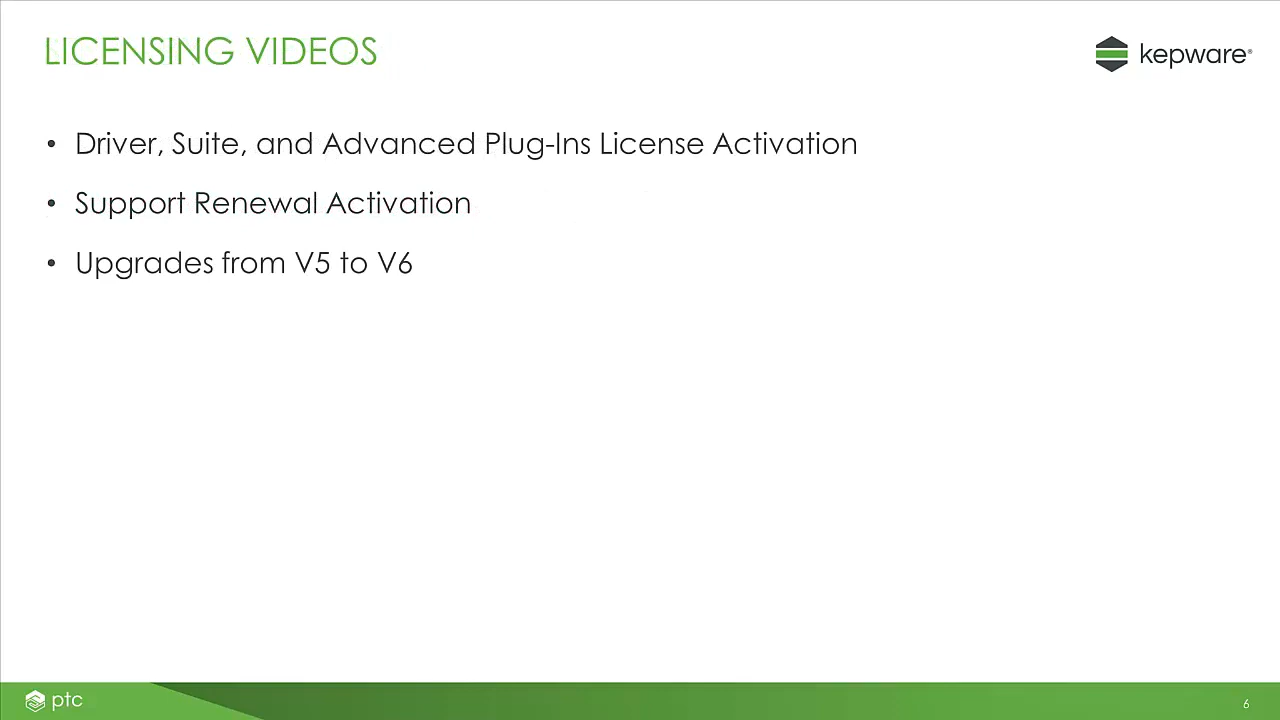 LICENSING VIDEOS
kepware®
• Driver, Suite, and Advanced Plug-Ins License Activation
• Support Renewal Activation
• Upgrades from V5 to V6
ptc
6